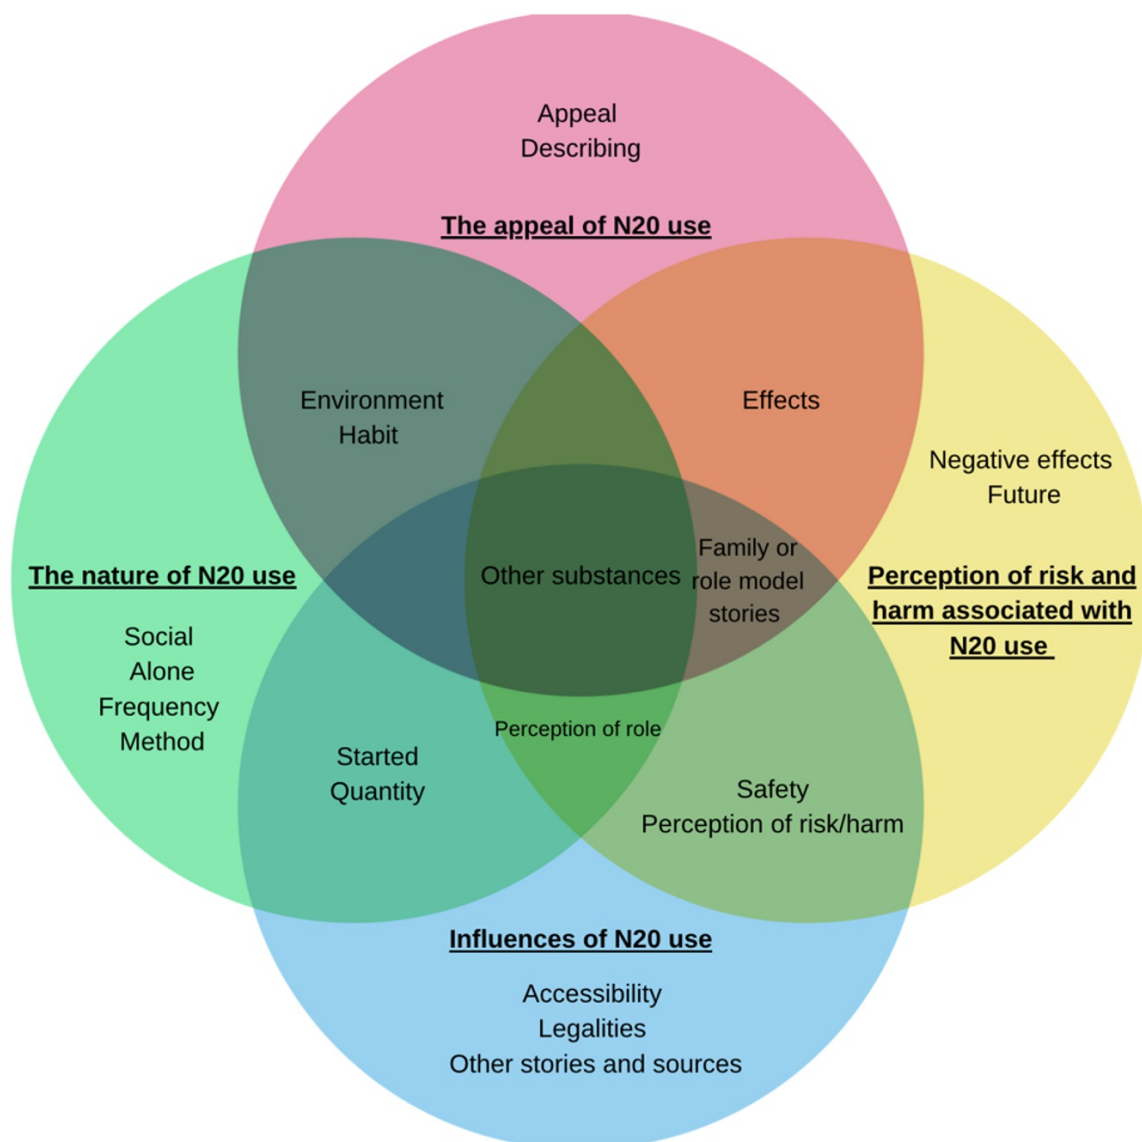 Appeal
Describing
The appeal of N20 use
Environment
Habit
Effects
Negative effects
Future
The nature of N20 use
Social
Alone
Frequency
Method
Other substances
Family or
role model
stories
Perception of risk and
harm associated with
N20 use
Perception of role
Started
Quantity
Safety
Perception of risk/harm
Influences of N20 use
Accessibility
Legalities
Other stories and sources